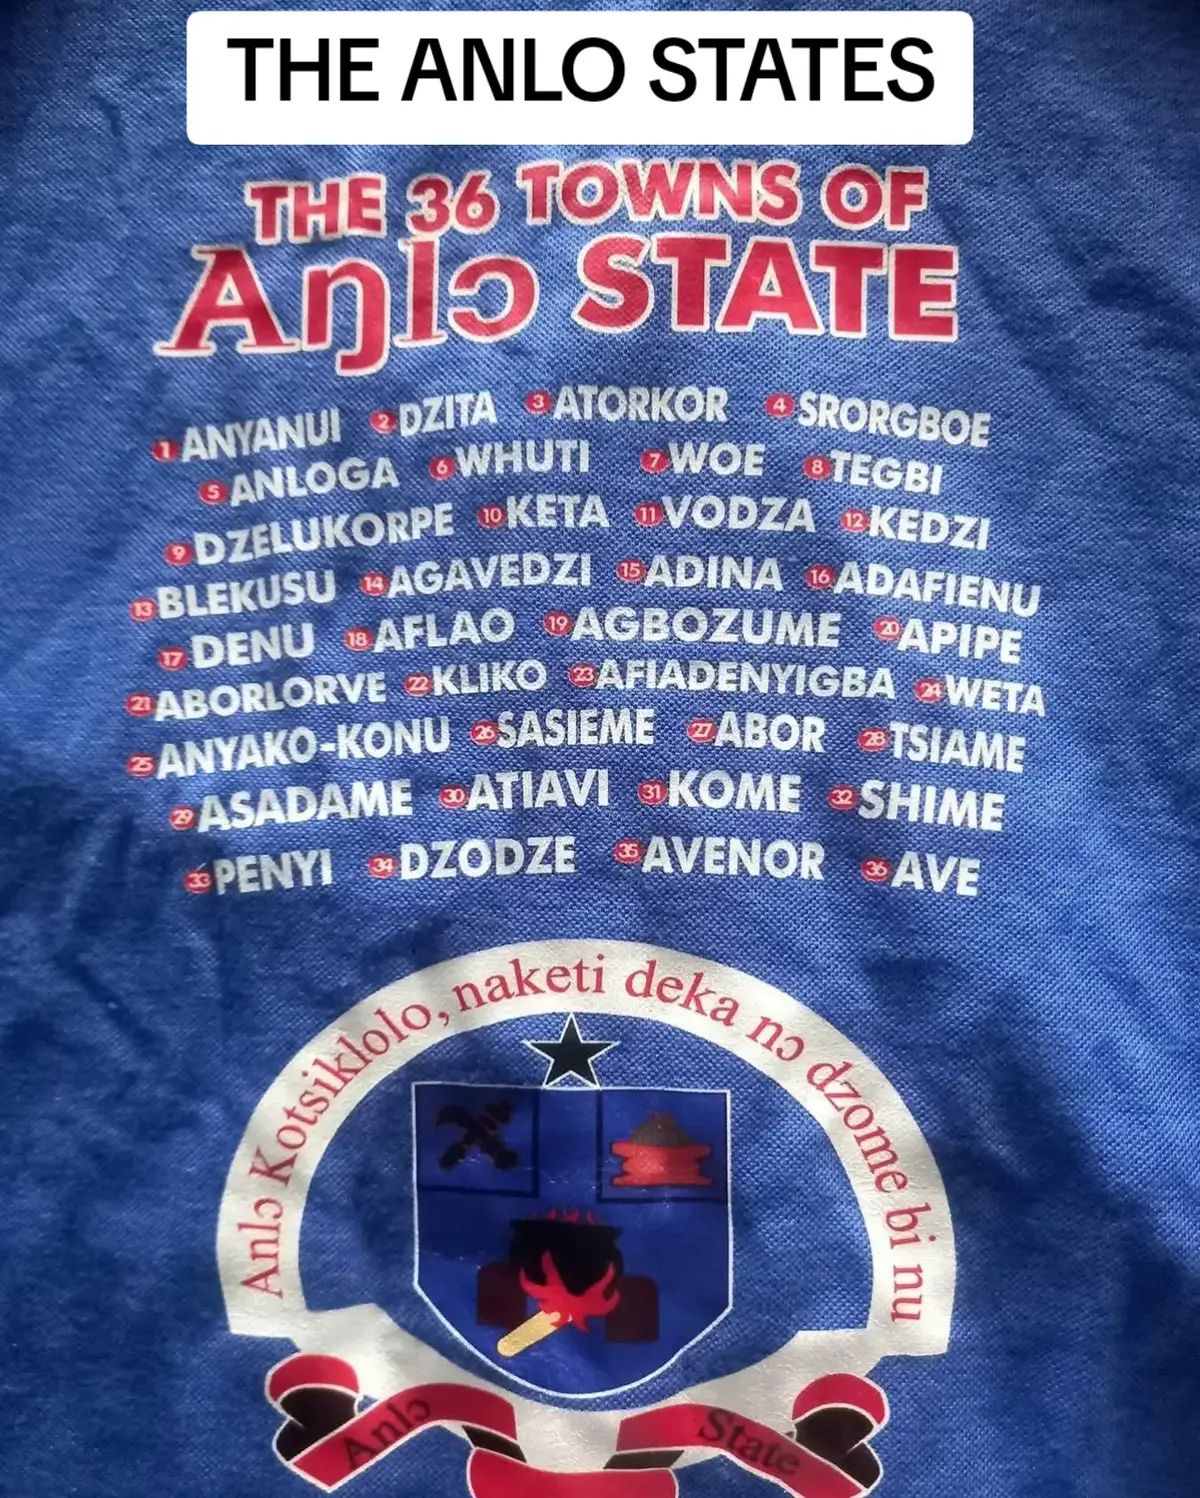 THE ANLO STATES
THE 36 TOWNS OF
Aŋlɔ STATE
1 ANYANUI 2 DZITA 3 ATORKOR 4 SRORGBOE
5 ANLOGA 6 WHUTI 7 WOE 8 TEGBI
9 DZELUKORPE 10 KETA 11 VODZA 12 KEDZI
13 BLEKUSU 14 AGAVEDZI 15 ADINA 16 ADAFIENU
17 DENU 18 AFLAO 19 AGBOZUME 20 APIPE
21 ABORLORVE 22 KLIKO 23 AFIADENYIGBA 24 WETA
25 ANYAKO-KONU 26 SASIEME 27 ABOR 28 TSIAME
29 ASADAME 30 ATIAVI 31 KOME 32 SHIME
33 PENYI 34 DZODZE 35 AVENOR 36 AVE
Anlɔ Kotsiklolo, naketi deka nɔ dzome bi nu
Anlɔ State